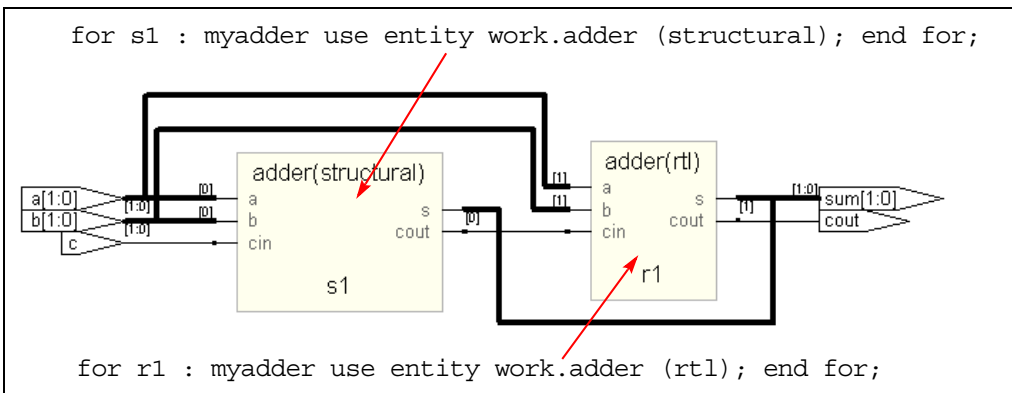 for s1 : myadder use entity work.adder (structural); end for;
adder(structural)
adder(rtl)
a[1:0]
[1:0]
[0]
a
b[1:0]
[1:0]
[0]
b
c
cin
s
[0]
cout
s1
[1]
a
[1]
b
cin
s
[1]
cout
r1
[1:0]
sum[1:0]
cout
for r1 : myadder use entity work.adder (rtl); end for;